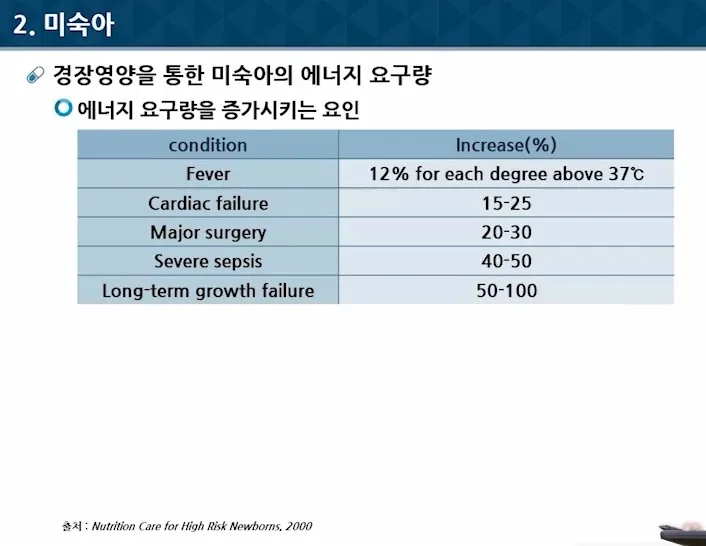 2. 미숙아
경장영양을 통한 미숙아의 에너지 요구량
에너지 요구량을 증가시키는 요인
condition Increase(%)
Fever 12% for each degree above 37℃
Cardiac failure 15-25
Major surgery 20-30
Severe sepsis 40-50
Long-term growth failure 50-100
출처 : Nutrition Care for High Risk Newborns, 2000